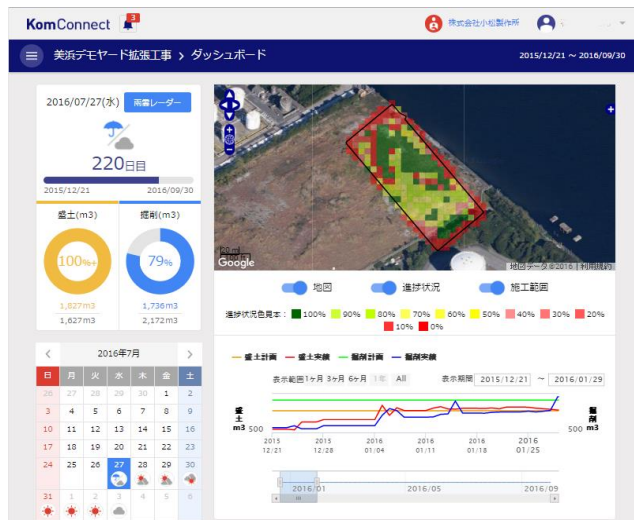 KomConnect 3
株式会社小松製作所
美浜デモヤード拡張工事 > ダッシュボード
2015/12/21 ~ 2016/09/30
2016/07/27(水) 雨雲レーダー
220日目
2015/12/21 2016/09/30
盛土(m3) 掘削(m3)
100%+ 79%
1,827m3 1,736m3
1,627m3 2,172m3
2016年7月
日 月 火 水 木 金 土
26 27 28 29 30 1 2
3 4 5 6 7 8 9
10 11 12 13 14 15 16
17 18 19 20 21 22 23
24 25 26 27 28 29 30
31 1 2 3 4 5 6
Google
地図データ ©2016 利用規約
地図 進捗状況 施工範囲
進捗状況色見本: 100% 90% 80% 70% 60% 50% 40% 30% 20%
10% 0%
盛土計画 盛土実績 掘削計画 掘削実績
表示範囲 1ヶ月 3ヶ月 6ヶ月 1年 All 表示期間 2015/12/21 ~ 2016/01/29
盛土 m3 500
500 掘削 m3
2015 2015 2016 2016 2016 2016
12/21 12/28 01/04 01/11 01/18 01/25
2016/01 2016/05 2016/09